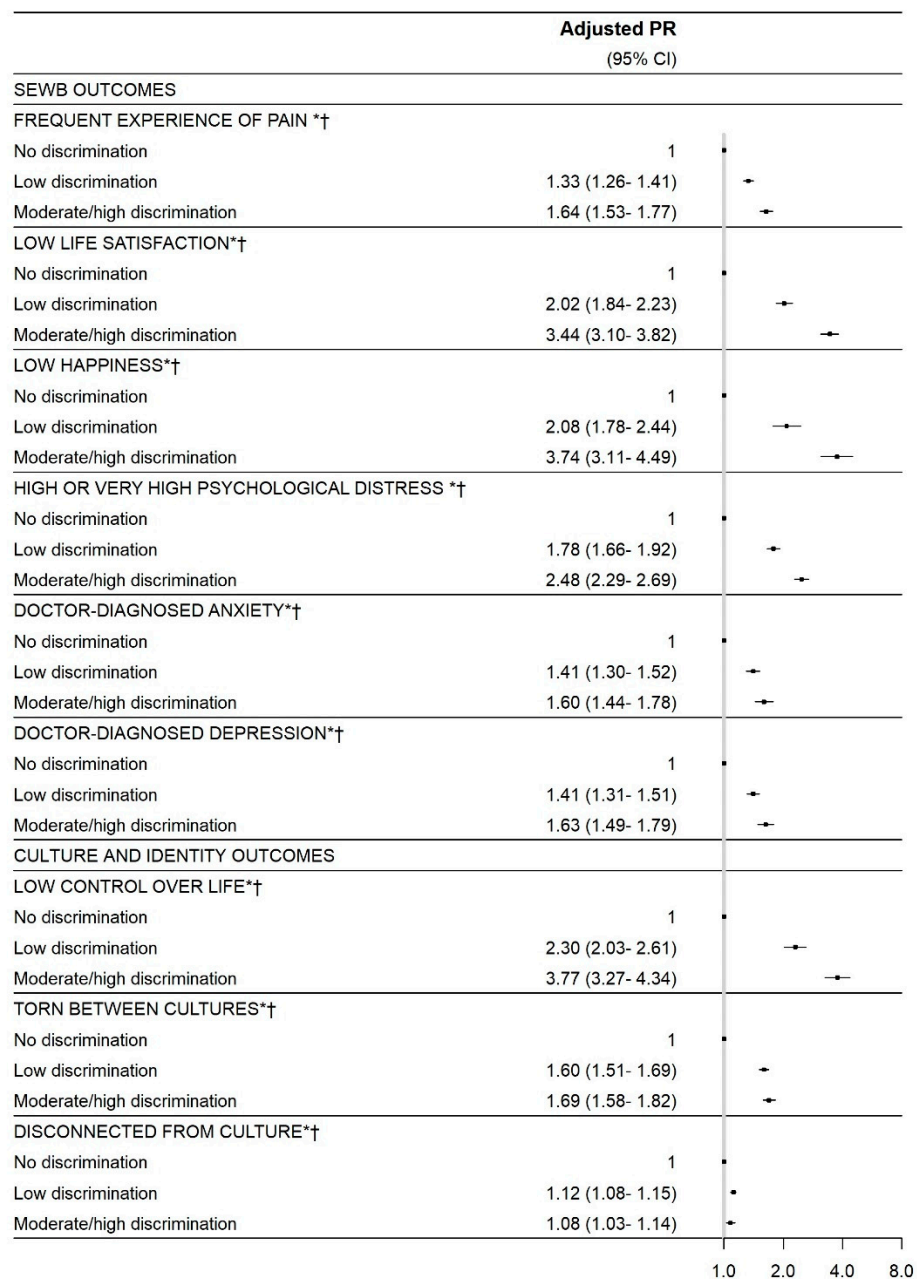 Adjusted PR
(95% CI)
SEWB OUTCOMES
FREQUENT EXPERIENCE OF PAIN *†
No discrimination 1
Low discrimination 1.33 (1.26- 1.41)
Moderate/high discrimination 1.64 (1.53- 1.77)
LOW LIFE SATISFACTION*†
No discrimination 1
Low discrimination 2.02 (1.84- 2.23)
Moderate/high discrimination 3.44 (3.10- 3.82)
LOW HAPPINESS*†
No discrimination 1
Low discrimination 2.08 (1.78- 2.44)
Moderate/high discrimination 3.74 (3.11- 4.49)
HIGH OR VERY HIGH PSYCHOLOGICAL DISTRESS *†
No discrimination 1
Low discrimination 1.78 (1.66- 1.92)
Moderate/high discrimination 2.48 (2.29- 2.69)
DOCTOR-DIAGNOSED ANXIETY*†
No discrimination 1
Low discrimination 1.41 (1.30- 1.52)
Moderate/high discrimination 1.60 (1.44- 1.78)
DOCTOR-DIAGNOSED DEPRESSION*†
No discrimination 1
Low discrimination 1.41 (1.31- 1.51)
Moderate/high discrimination 1.63 (1.49- 1.79)
CULTURE AND IDENTITY OUTCOMES
LOW CONTROL OVER LIFE*†
No discrimination 1
Low discrimination 2.30 (2.03- 2.61)
Moderate/high discrimination 3.77 (3.27- 4.34)
TORN BETWEEN CULTURES*†
No discrimination 1
Low discrimination 1.60 (1.51- 1.69)
Moderate/high discrimination 1.69 (1.58- 1.82)
DISCONNECTED FROM CULTURE*†
No discrimination 1
Low discrimination 1.12 (1.08- 1.15)
Moderate/high discrimination 1.08 (1.03- 1.14)
1.0 2.0 4.0 8.0